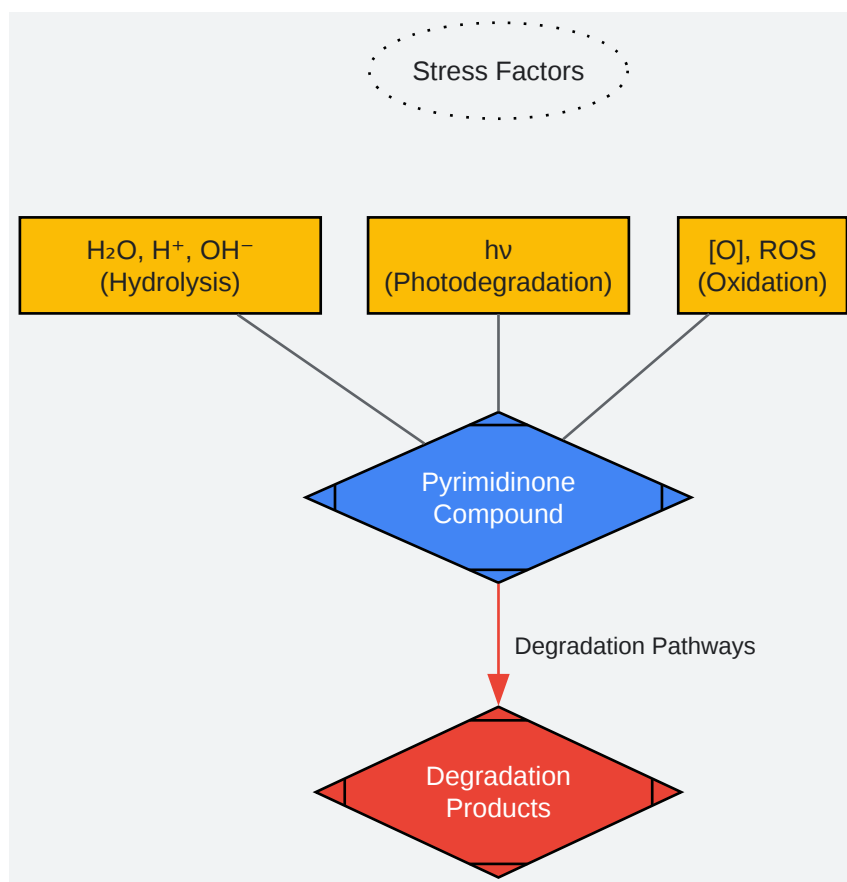 Stress Factors
H₂O, H⁺, OH⁻
(Hydrolysis)
hν
(Photodegradation)
[O], ROS
(Oxidation)
Pyrimidinone
Compound
Degradation Pathways
Degradation
Products